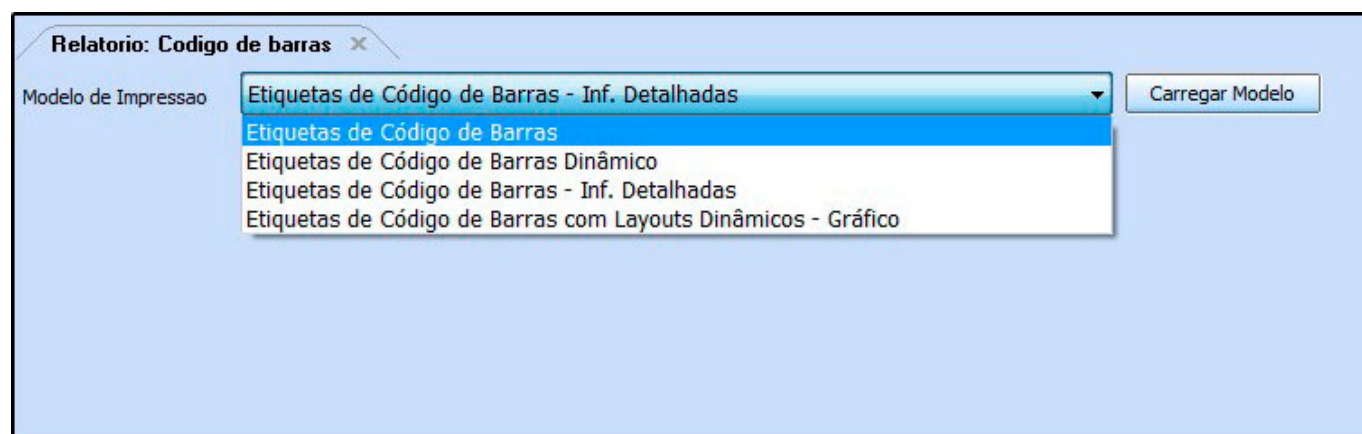 Relatorio: Codigo de barras
Modelo de Impressao Etiquetas de Código de Barras - Inf. Detalhadas Carregar Modelo
Etiquetas de Código de Barras
Etiquetas de Código de Barras Dinâmico
Etiquetas de Código de Barras - Inf. Detalhadas
Etiquetas de Código de Barras com Layouts Dinâmicos - Gráfico